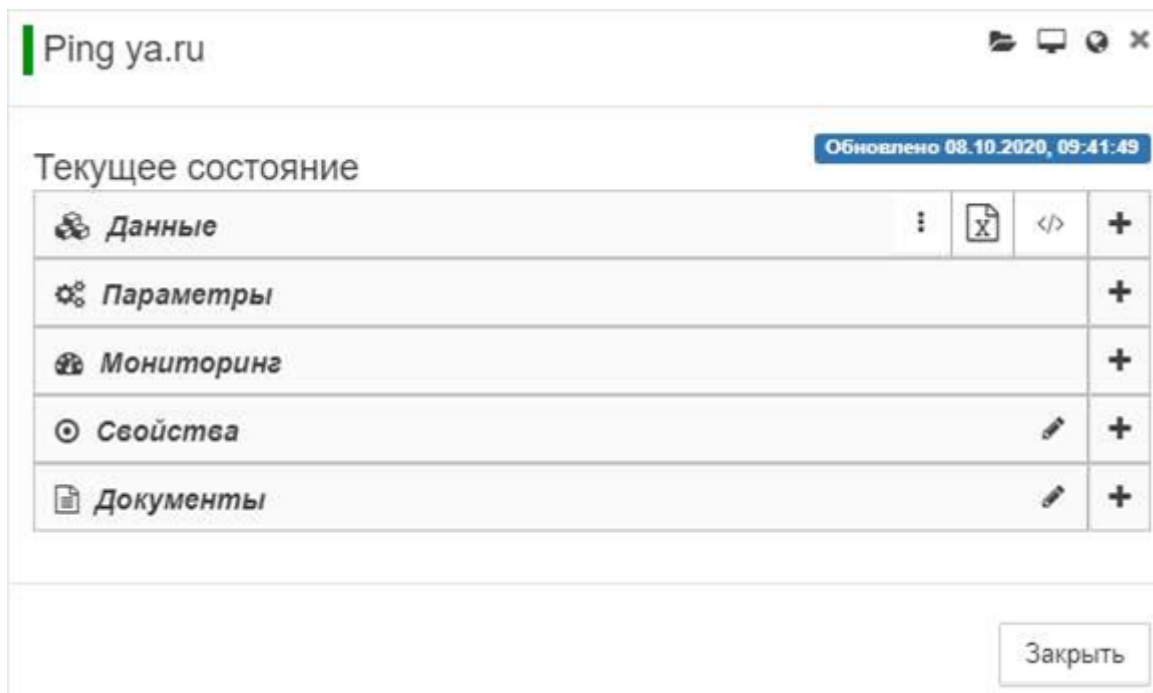 Ping ya.ru
Обновлено 08.10.2020, 09:41:49
Текущее состояние
Данные
Параметры
Мониторинг
Свойства
Документы
Закрыть